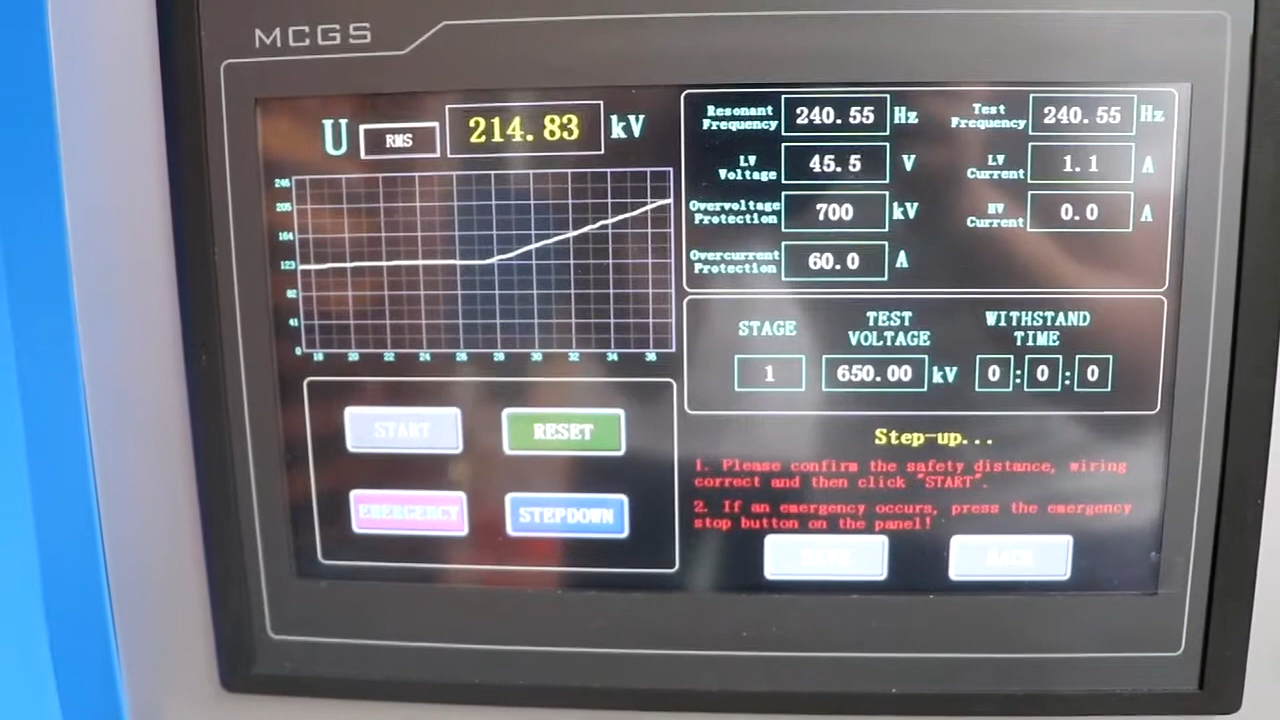 MCGS
U RMS 214.83 kV
246
205
164
123
82
41
0
18 20 22 24 26 28 30 32 34 36
START RESET
EMERGENCY STEPDOWN
Resonant Frequency 240.55 Hz
Test Frequency 240.55 Hz
LV Voltage 45.5 V
LV Current 1.1 A
Overvoltage Protection 700 kV
HV Current 0.0 A
Overcurrent Protection 60.0 A
STAGE
TEST VOLTAGE
WITHSTAND TIME
1 650.00 kV 0:0:0
Step-up...
1. Please confirm the safety distance, wiring
correct and then click "START".
2. If an emergency occurs, press the emergency
stop button on the panel!
BACK